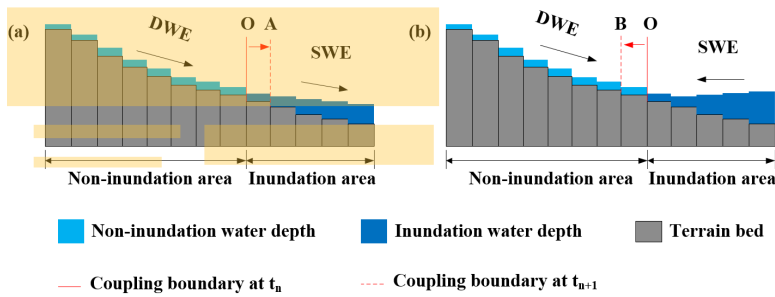 (a) DWE O A SWE
(b) DWE B O SWE
Non-inundation area Inundation area Non-inundation area Inundation area
Non-inundation water depth Inundation water depth Terrain bed
Coupling boundary at tn Coupling boundary at tn+1